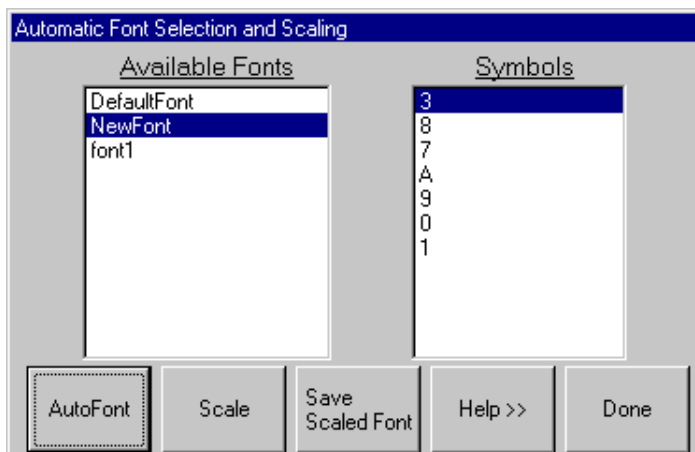 Automatic Font Selection and Scaling
Available Fonts
DefaultFont
NewFont
font1
Symbols
3
8
7
A
9
0
1
AutoFont
Scale
Save
Scaled Font
Help >>
Done